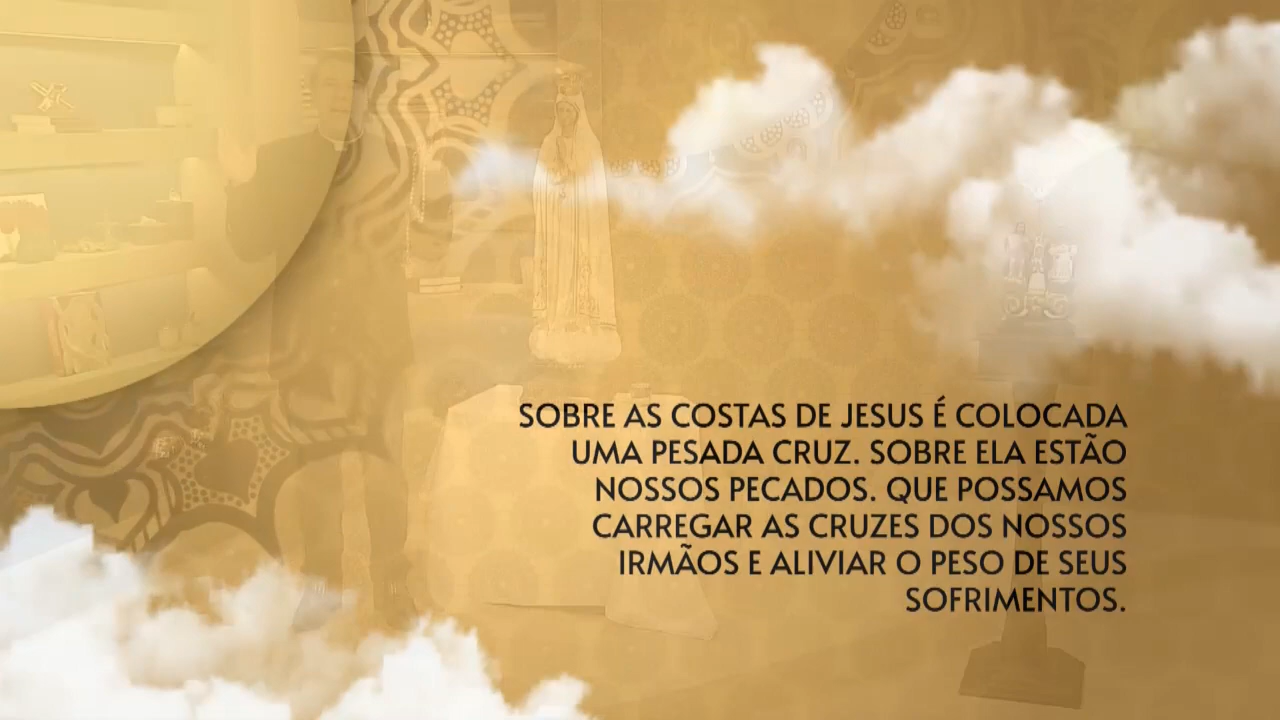 SOBRE AS COSTAS DE JESUS É COLOCADA
UMA PESADA CRUZ. SOBRE ELA ESTÃO
NOSSOS PECADOS. QUE POSSAMOS
CARREGAR AS CRUZES DOS NOSSOS
IRMÃOS E ALIVIAR O PESO DE SEUS
SOFRIMENTOS.